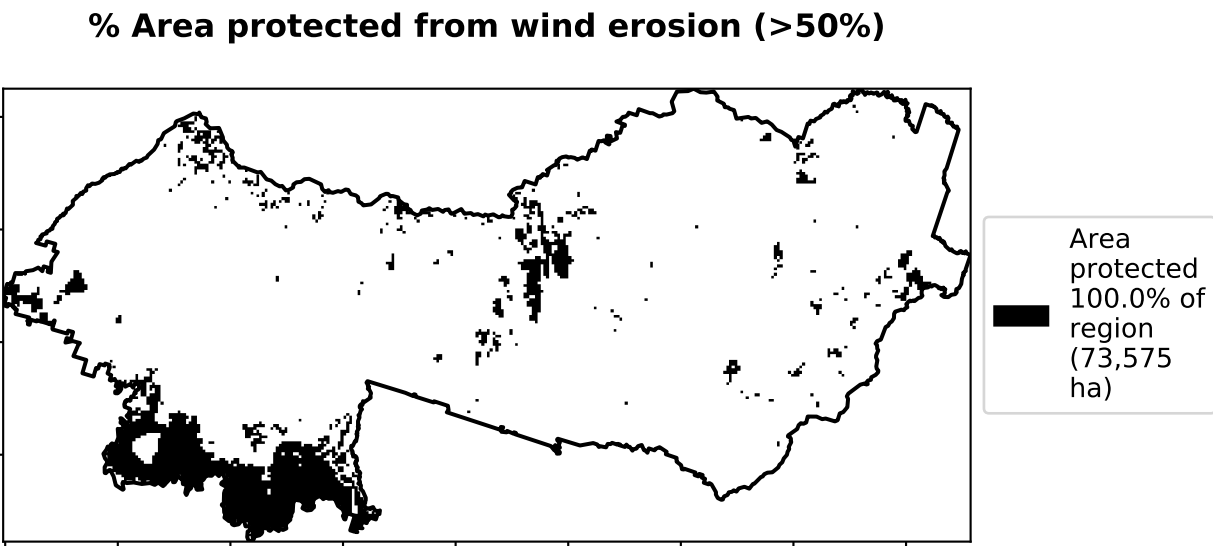 % Area protected from wind erosion (>50%)
Area
protected
100.0% of
region
(73,575
ha)